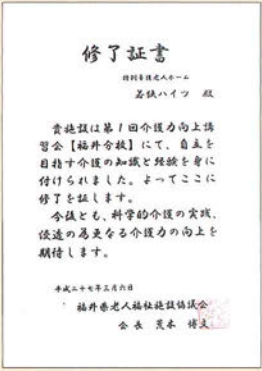 修了証書
特別養護老人ホーム
若狭ハイツ 殿
貴施設は第1回介護力向上講
習会【福井分校】にて、自立を
目指す介護の知識と経験を身に
付けられました。よってここに
修了を証します。
今後とも、科学的介護の実践、
伝達の為更なる介護力の向上を
期待します。
平成二十七年三月六日
福井県老人福祉施設協議会
会長 荒木 博文